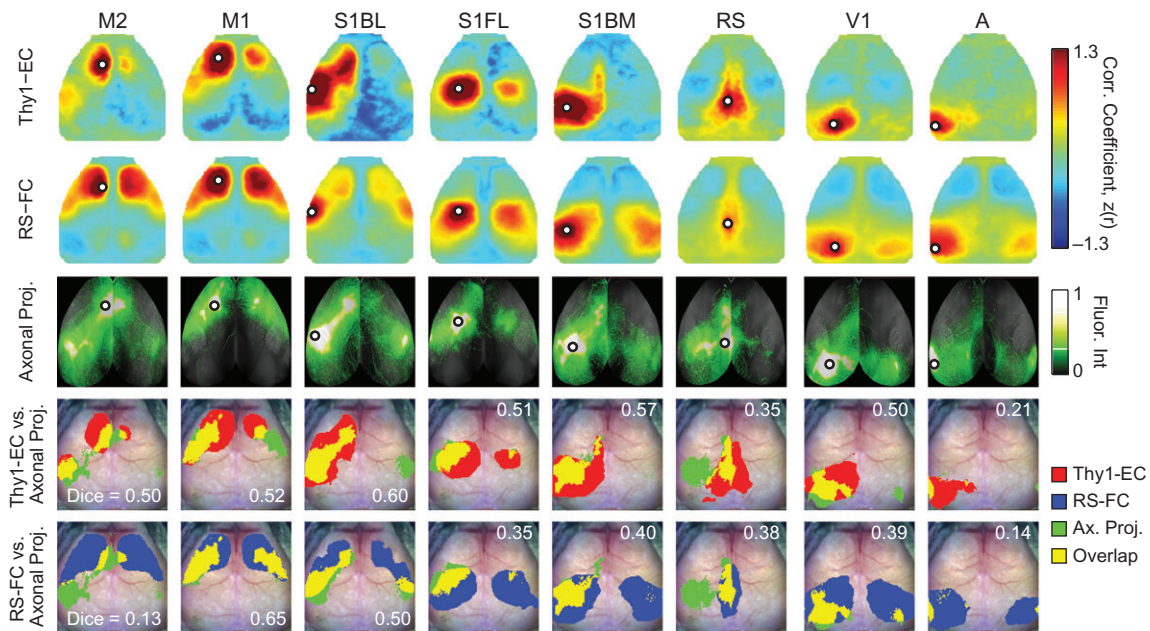 M2 M1 S1BL S1FL S1BM RS V1 A
Thy1–EC
1.3
Corr. Coefficient, z(r)
–1.3
RS–FC
Axonal Proj.
1
Fluor. Int
0
Thy1-EC vs.
Axonal Proj.
Dice = 0.50 0.52 0.60 0.51 0.57 0.35 0.50 0.21
RS-FC vs.
Axonal Proj.
Dice = 0.13 0.65 0.50 0.35 0.40 0.38 0.39 0.14
Thy1-EC
RS-FC
Ax. Proj.
Overlap